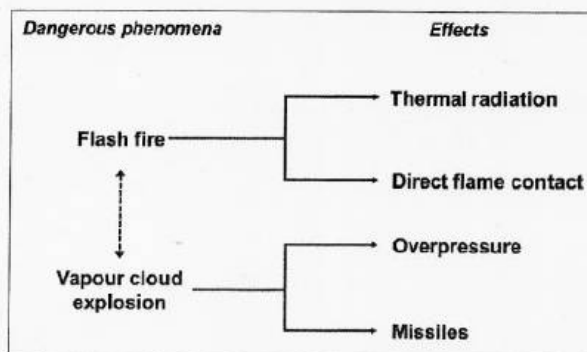 Dangerous phenomena
Effects
Thermal radiation
Flash fire
Direct flame contact
Overpressure
Vapour cloud
explosion
Missiles